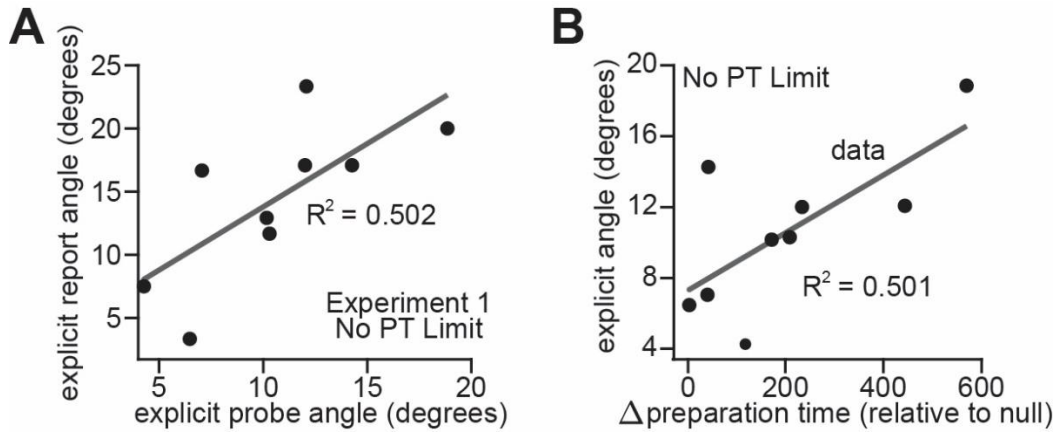 A
explicit report angle (degrees)
25
20
15
10
5
R² = 0.502
Experiment 1
No PT Limit
5
10
15
20
explicit probe angle (degrees)
B
explicit angle (degrees)
20
16
12
8
4
No PT Limit
data
R² = 0.501
0
200
400
600
Δ preparation time (relative to null)